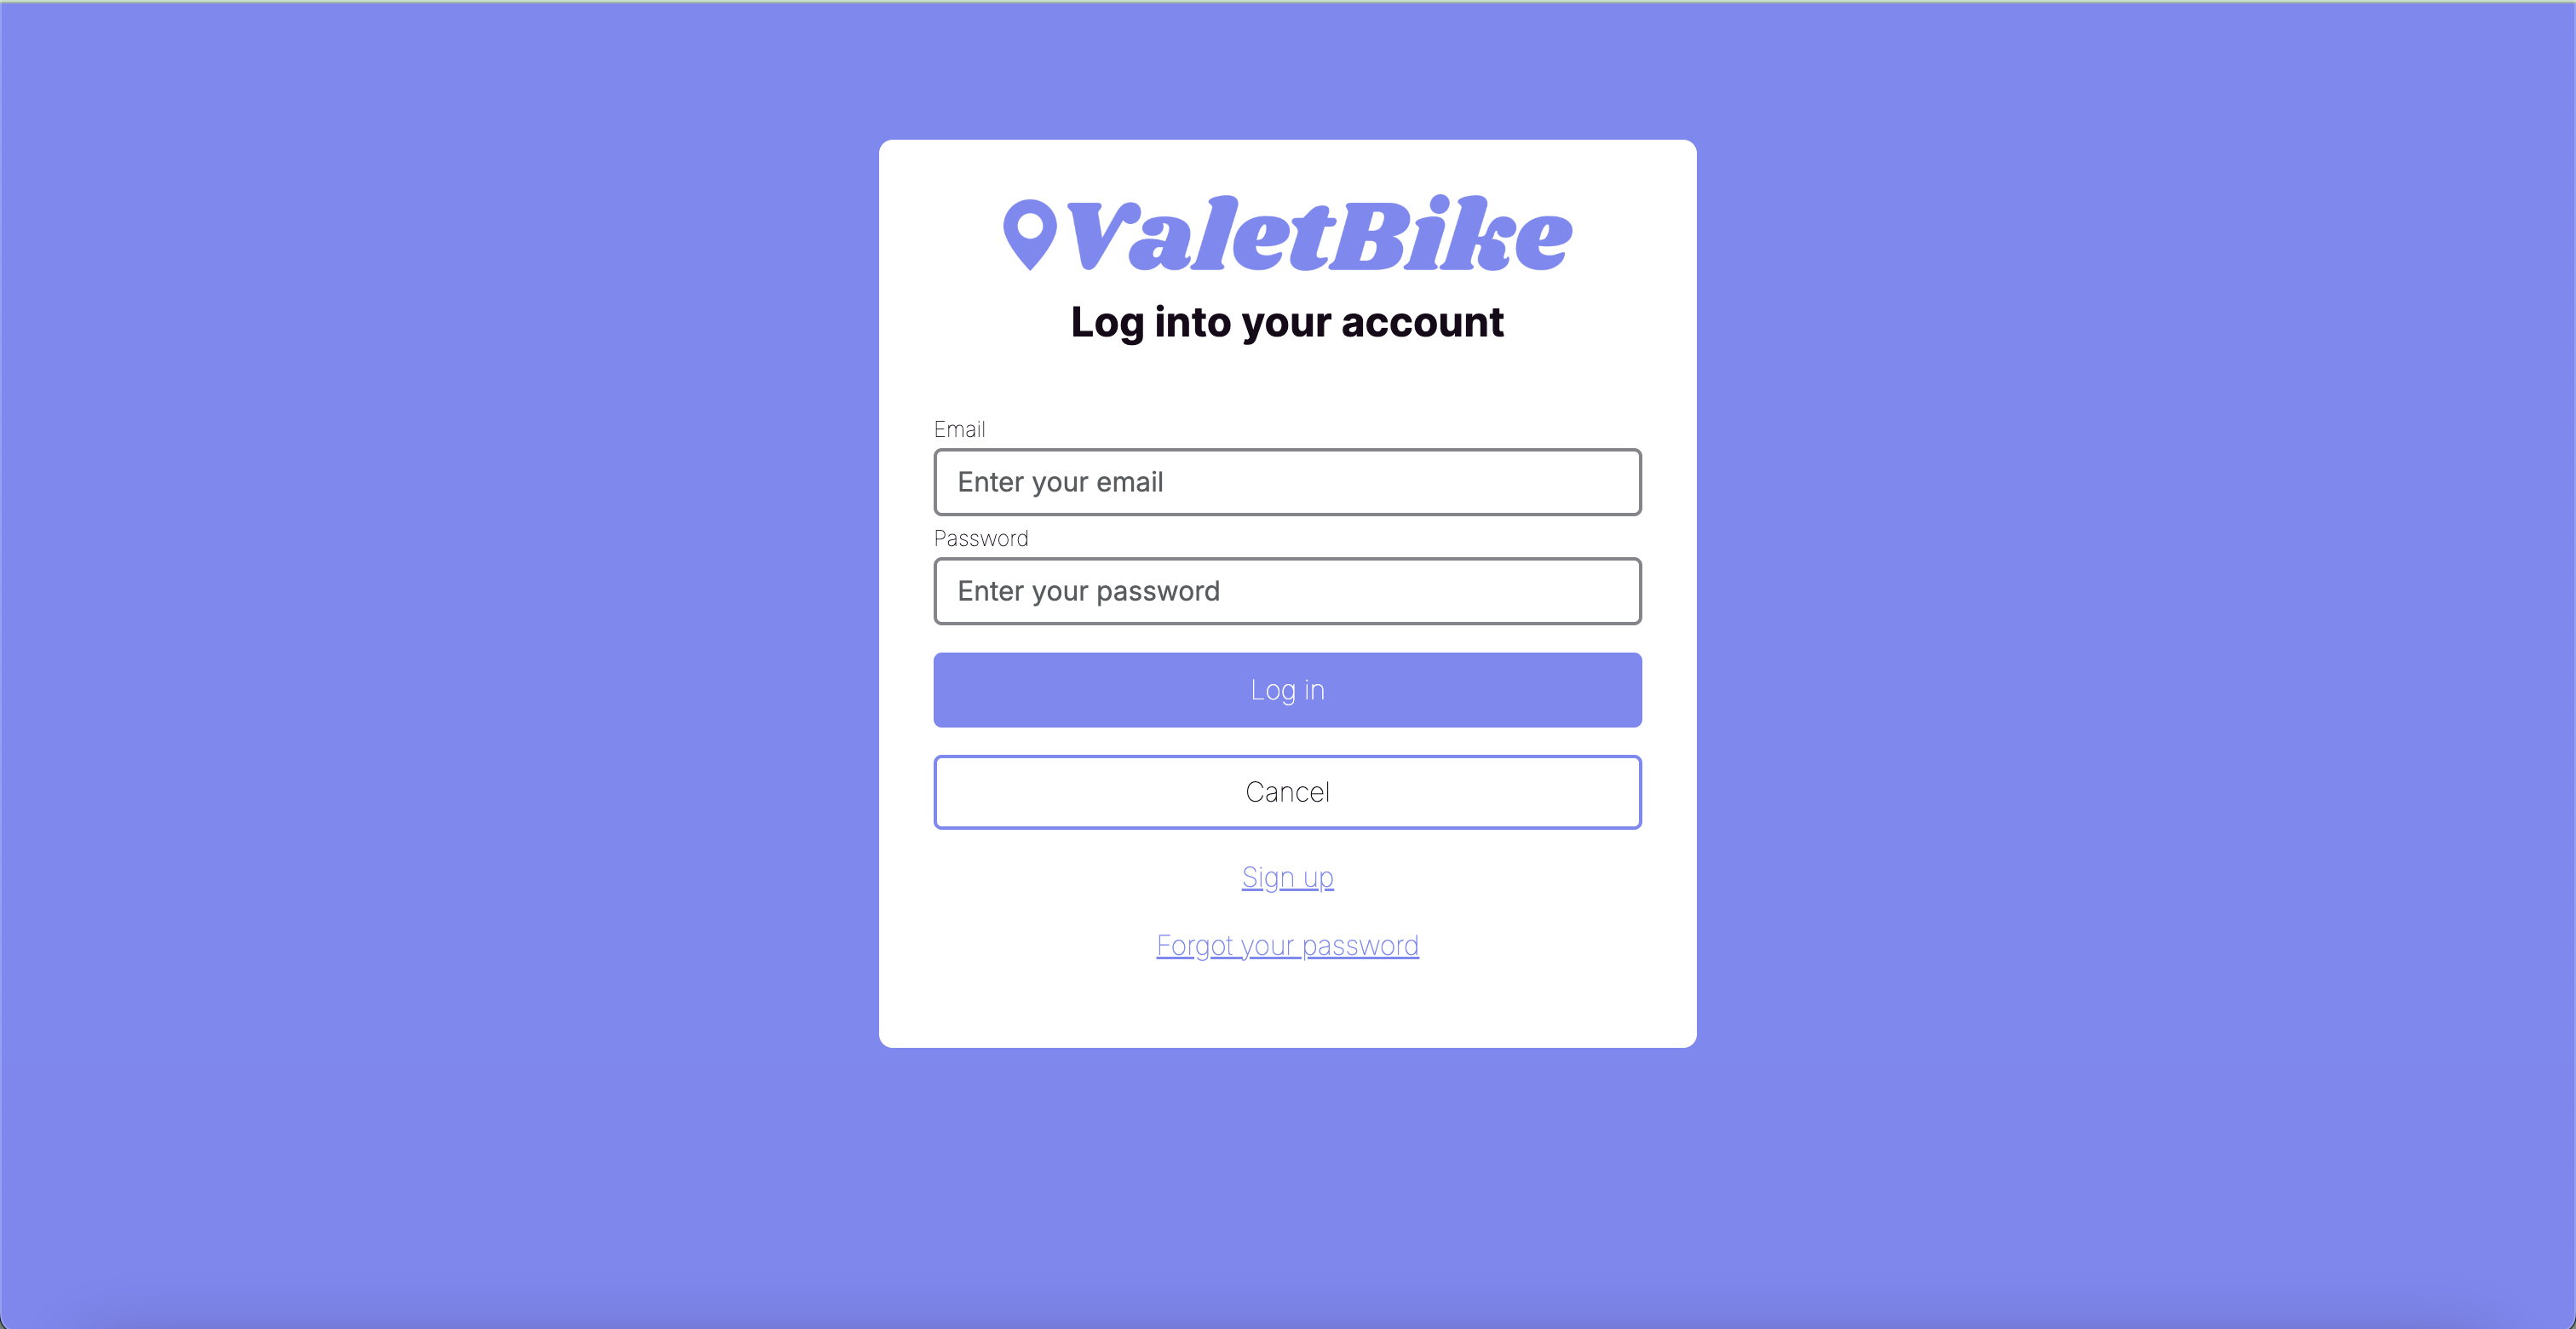 ValetBike
Log into your account
Email
Enter your email
Password
Enter your password
Log in
Cancel
Sign up
Forgot your password